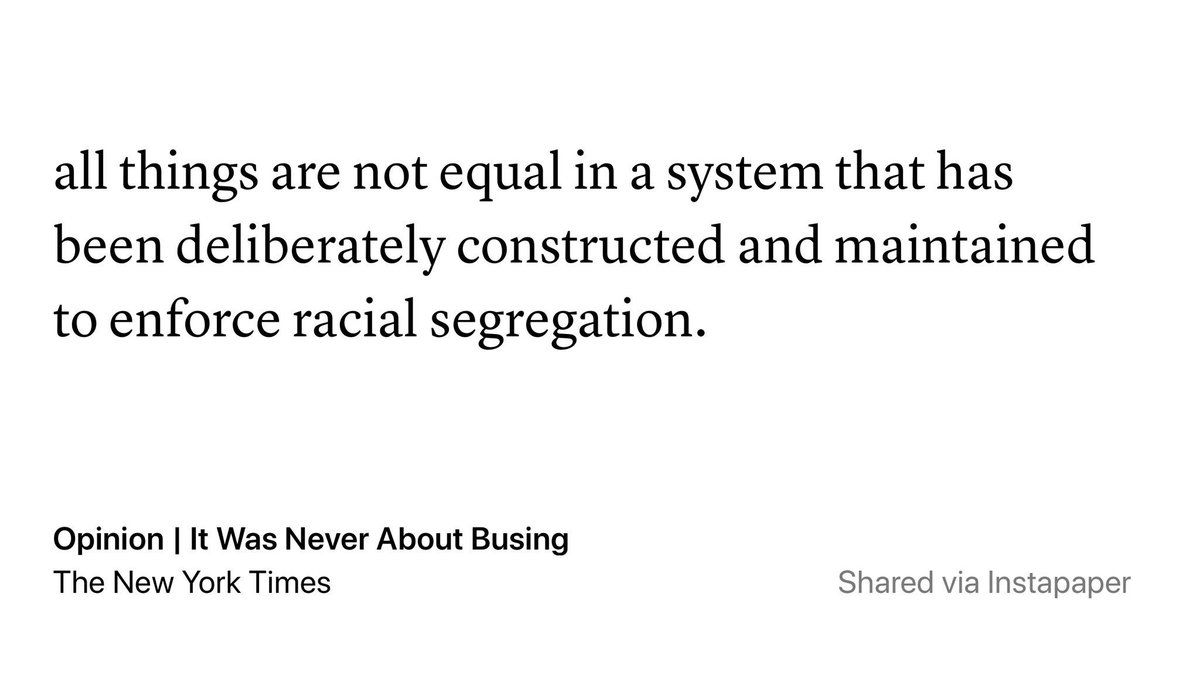 all things are not equal in a system that has
been deliberately constructed and maintained
to enforce racial segregation.
Opinion | It Was Never About Busing
The New York Times
Shared via Instapaper